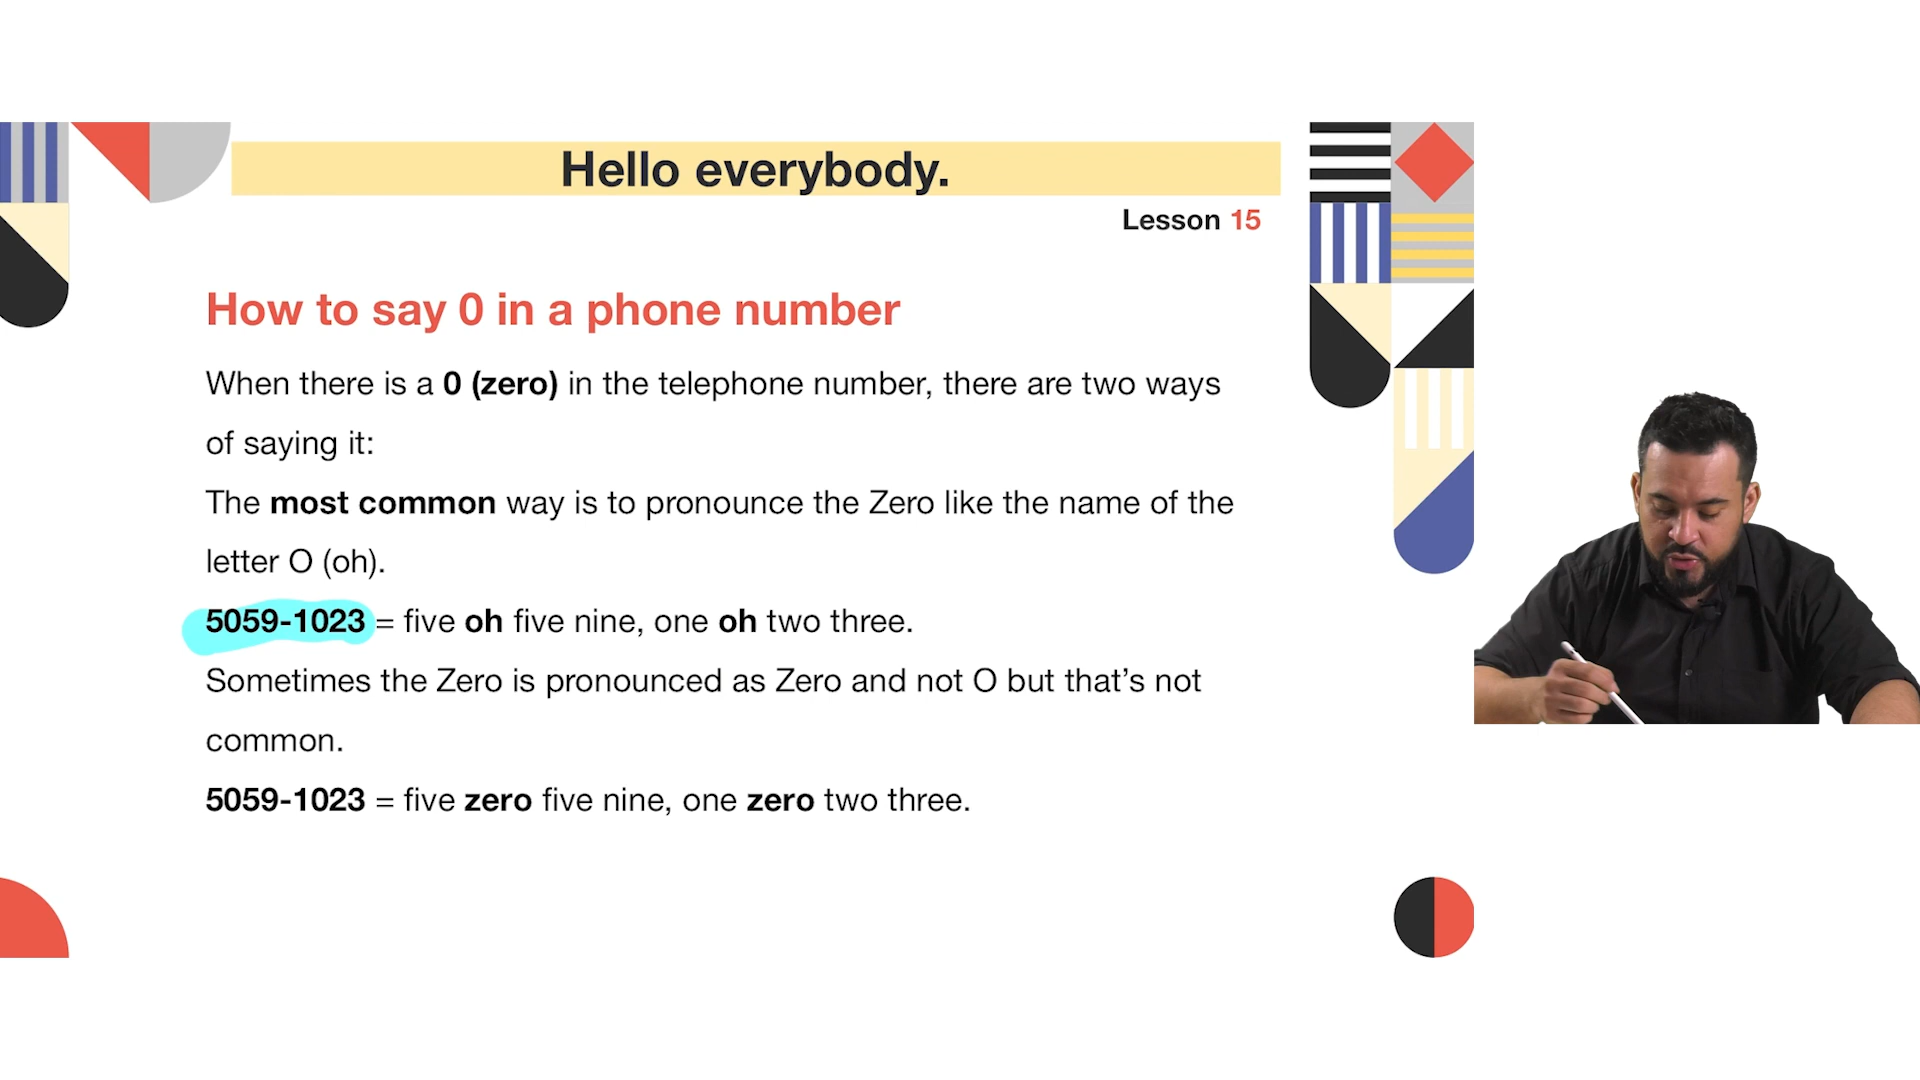 Hello everybody.
Lesson 15
How to say 0 in a phone number
When there is a 0 (zero) in the telephone number, there are two ways
of saying it:
The most common way is to pronounce the Zero like the name of the
letter O (oh).
5059-1023 = five oh five nine, one oh two three.
Sometimes the Zero is pronounced as Zero and not O but that’s not
common.
5059-1023 = five zero five nine, one zero two three.